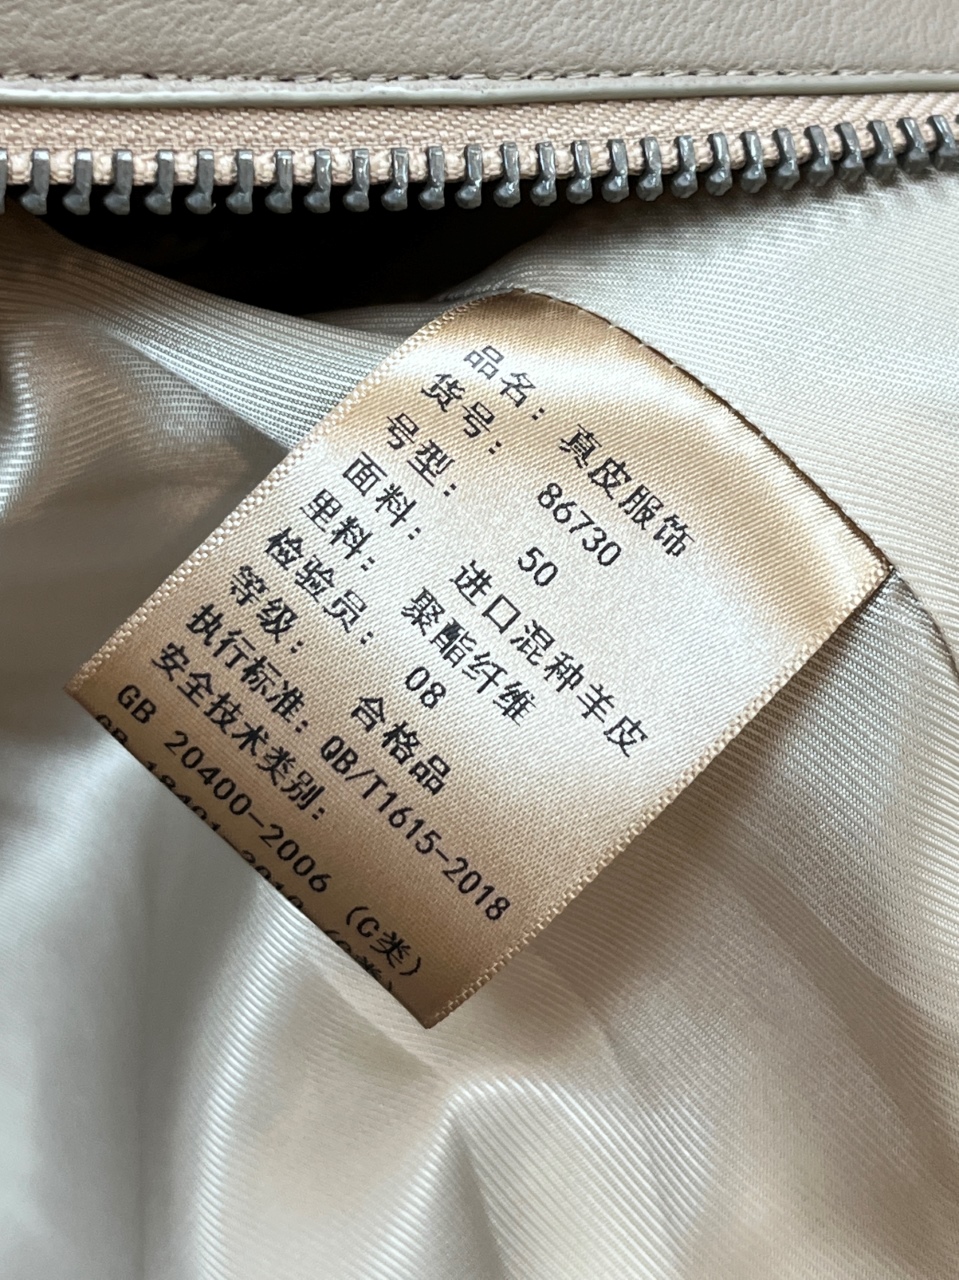 品名： 真皮服饰
货号： 86730
号型： 50
面料： 进口混种羊皮
里料： 聚酯纤维
检验员： 08
等级： 合格品
执行标准： QB/T1615-2018
安全技术类别：
GB 20400-2006 （C类）